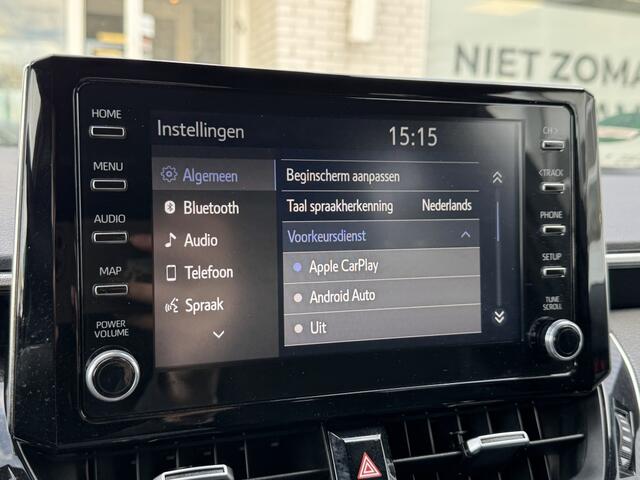 NIET ZOMA
HOME
MENU
AUDIO
MAP
POWER
VOLUME
Instellingen
15:15
Algemeen
Bluetooth
Audio
Telefoon
Spraak
Beginscherm aanpassen
Taal spraakherkenning Nederlands
Voorkeursdienst
Apple CarPlay
Android Auto
Uit
CH >
< TRACK
PHONE
SETUP
TUNE
SCROLL